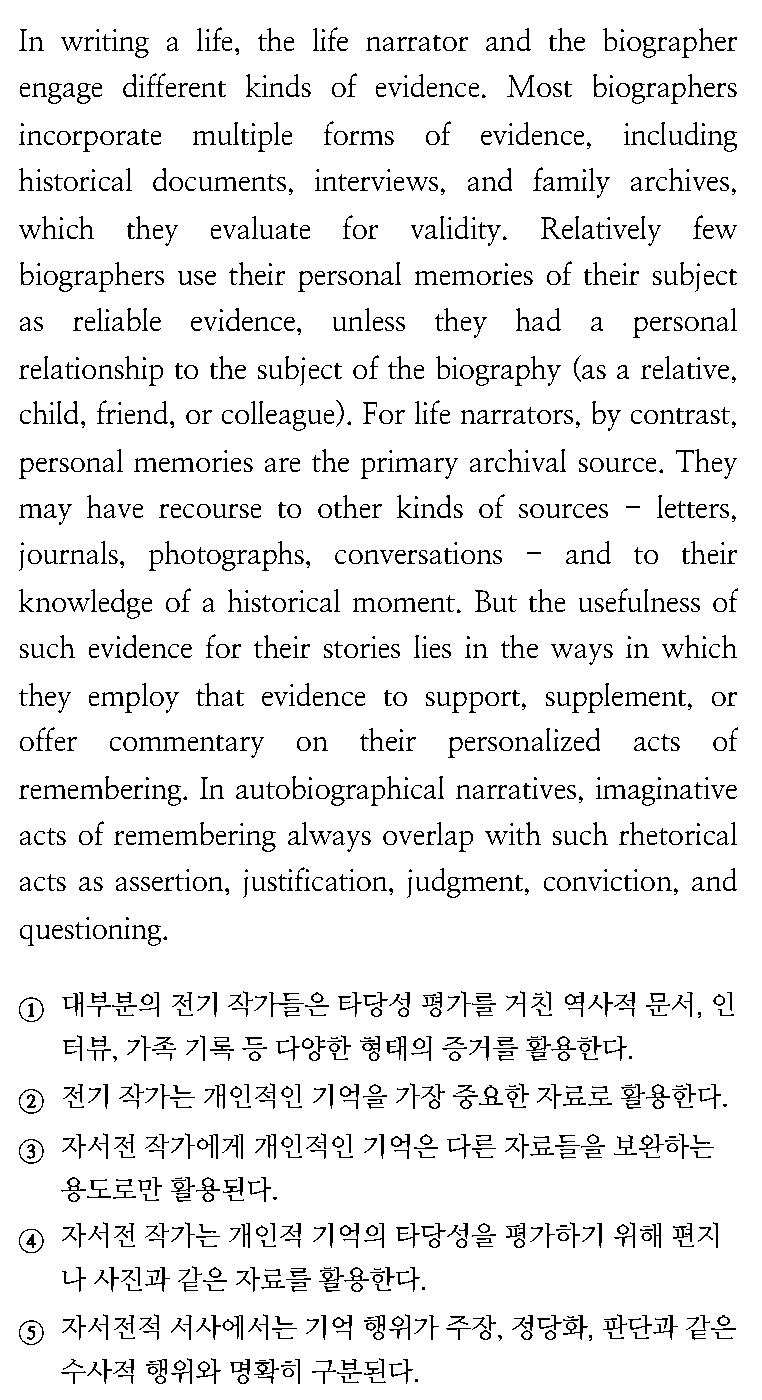 In writing a life, the life narrator and the biographer
engage different kinds of evidence. Most biographers
incorporate multiple forms of evidence, including
historical documents, interviews, and family archives,
which they evaluate for validity. Relatively few
biographers use their personal memories of their subject
as reliable evidence, unless they had a personal
relationship to the subject of the biography (as a relative,
child, friend, or colleague). For life narrators, by contrast,
personal memories are the primary archival source. They
may have recourse to other kinds of sources − letters,
journals, photographs, conversations − and to their
knowledge of a historical moment. But the usefulness of
such evidence for their stories lies in the ways in which
they employ that evidence to support, supplement, or
offer commentary on their personalized acts of
remembering. In autobiographical narratives, imaginative
acts of remembering always overlap with such rhetorical
acts as assertion, justification, judgment, conviction, and
questioning.
① 대부분의 전기 작가들은 타당성 평가를 거친 역사적 문서, 인
터뷰, 가족 기록 등 다양한 형태의 증거를 활용한다.
② 전기 작가는 개인적인 기억을 가장 중요한 자료로 활용한다.
③ 자서전 작가에게 개인적인 기억은 다른 자료들을 보완하는
용도로만 활용된다.
④ 자서전 작가는 개인적 기억의 타당성을 평가하기 위해 편지
나 사진과 같은 자료를 활용한다.
⑤ 자서전적 서사에서는 기억 행위가 주장, 정당화, 판단과 같은
수사적 행위와 명확히 구분된다.